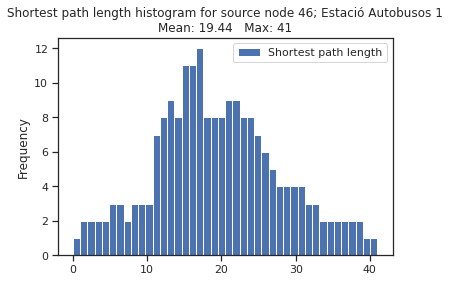 Shortest path length histogram for source node 46; Estació Autobusos 1
Mean: 19.44   Max: 41
Shortest path length
Frequency
12
10
8
6
4
2
0
0 10 20 30 40